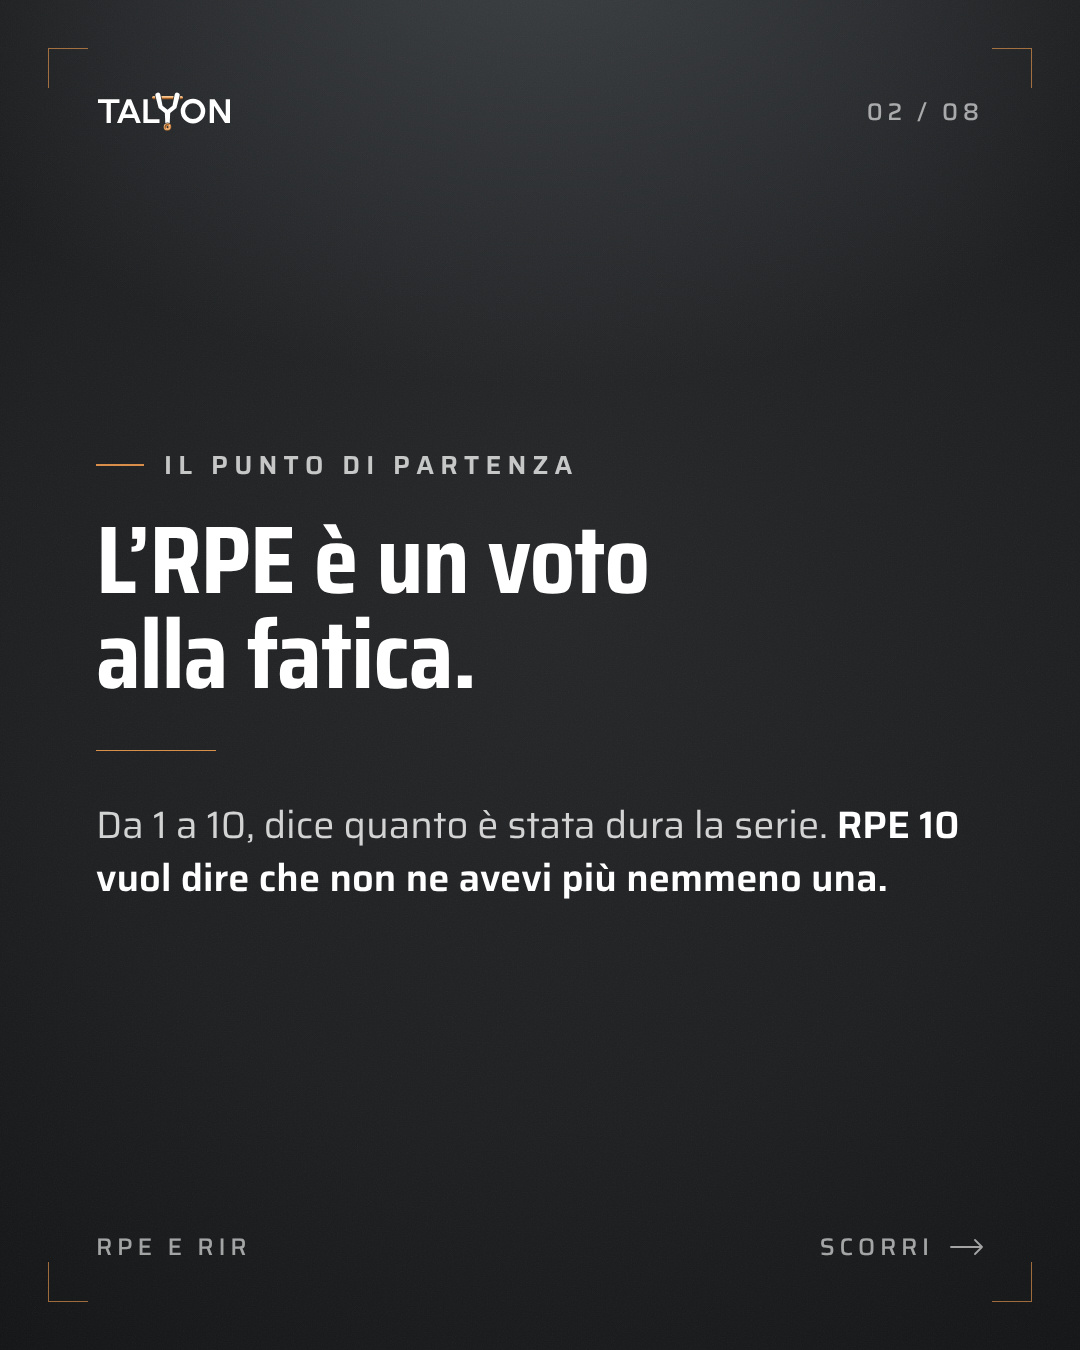 TALYON
02 / 08
IL PUNTO DI PARTENZA
L’RPE è un voto
alla fatica.
Da 1 a 10, dice quanto è stata dura la serie. RPE 10
vuol dire che non ne avevi più nemmeno una.
RPE E RIR
SCORRI →